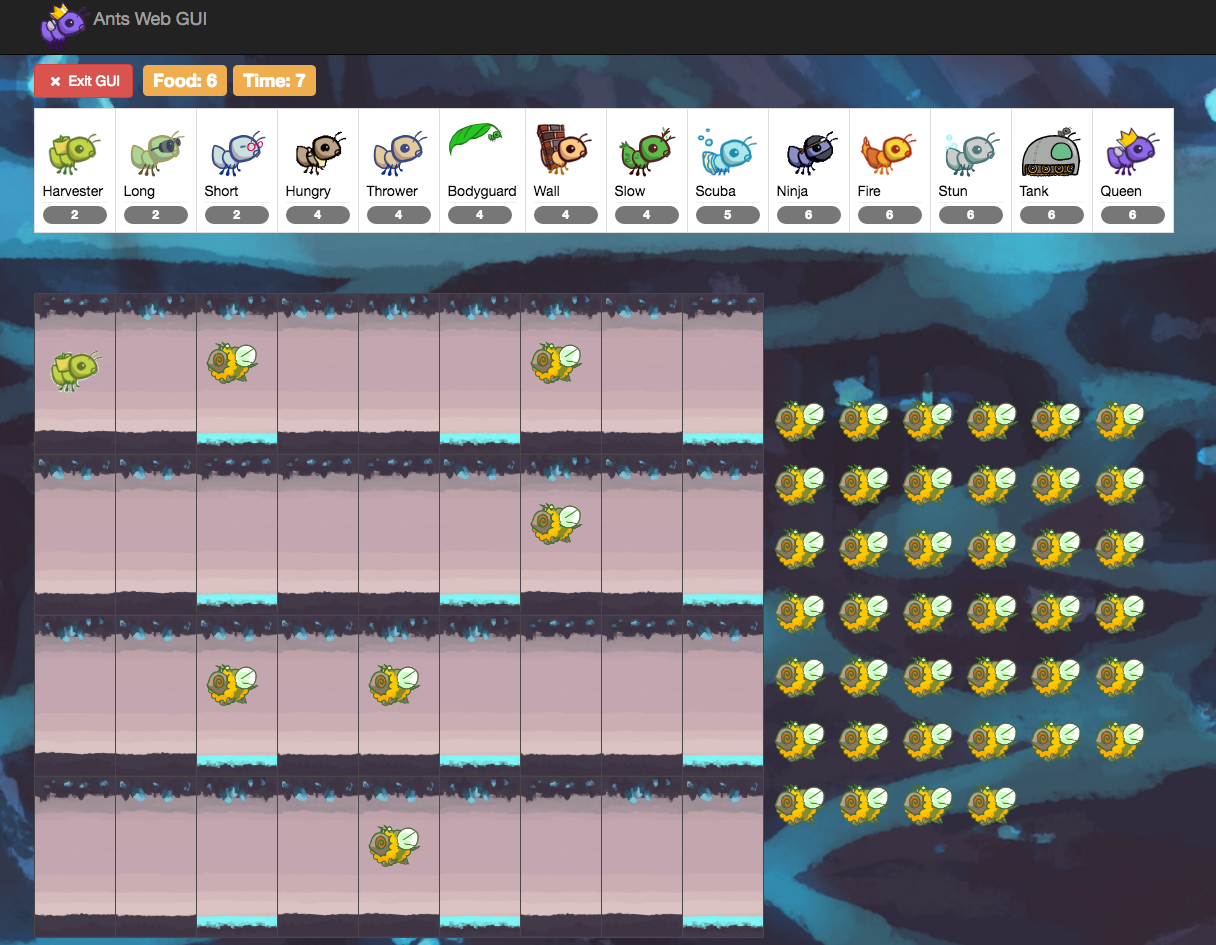 Ants Web GUI
× Exit GUI Food: 6 Time: 7
Harvester Long Short Hungry Thrower Bodyguard Wall Slow Scuba Ninja Fire Stun Tank Queen
2 2 2 4 4 4 4 4 5 6 6 6 6 6